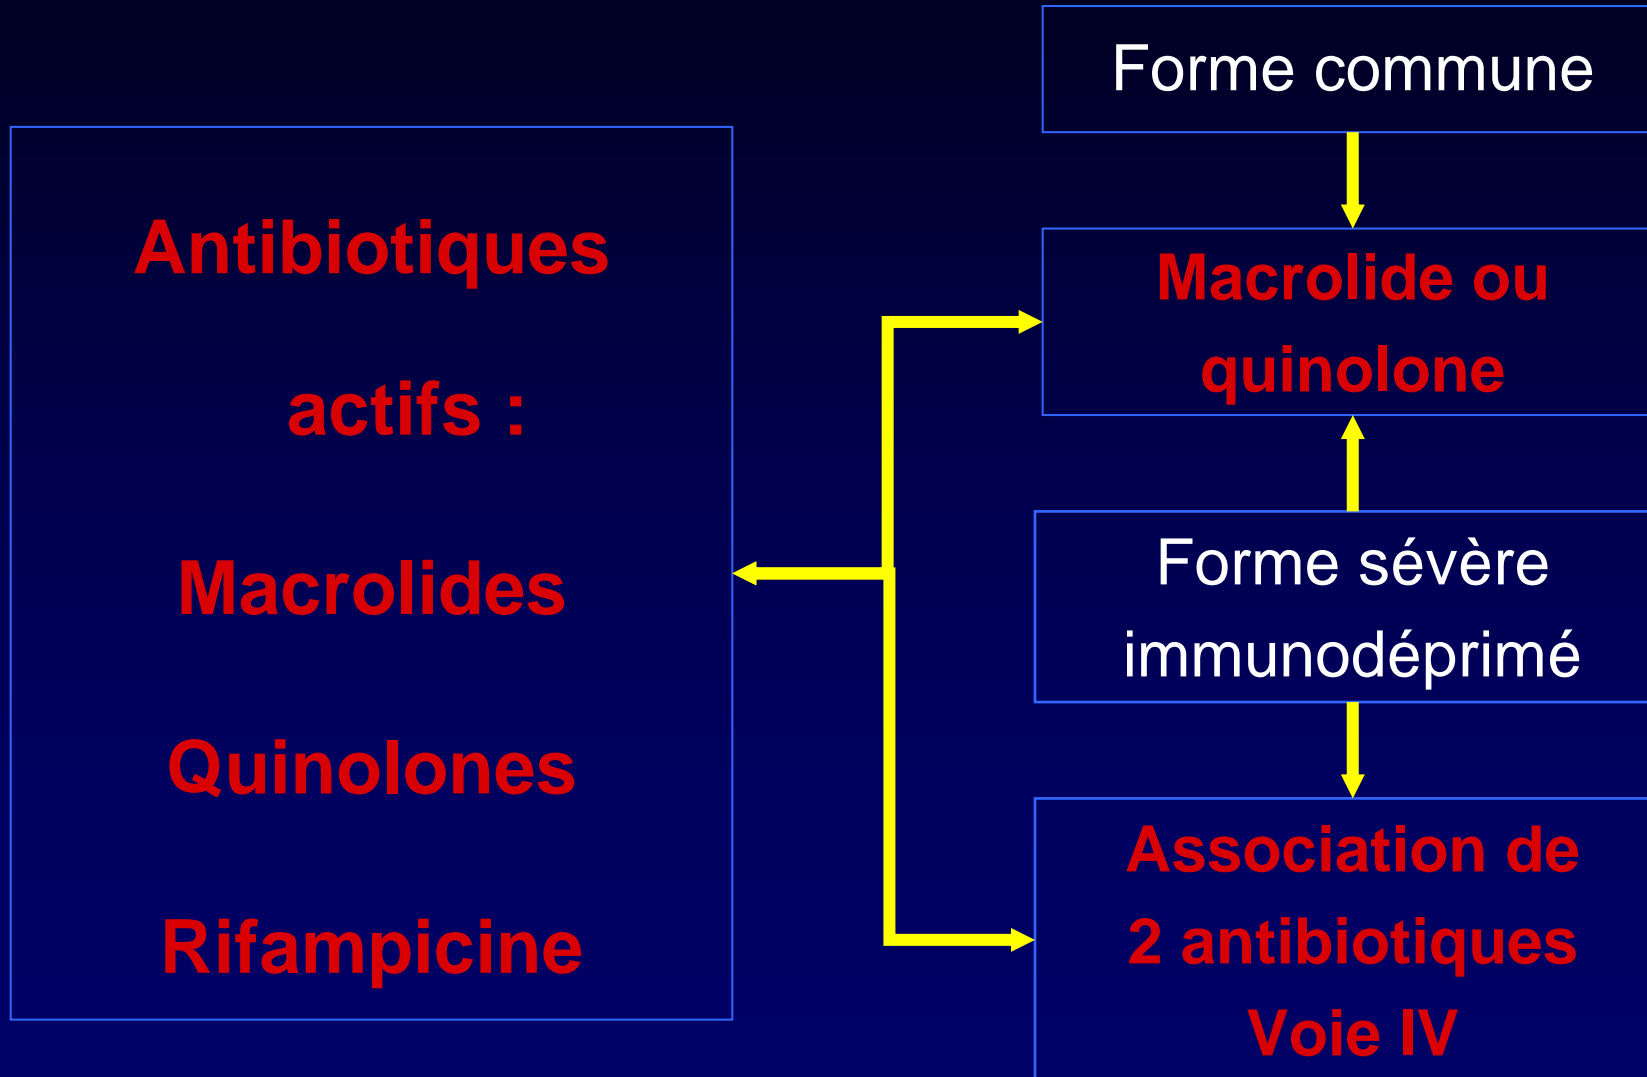 Antibiotiques
actifs :
Macrolides
Quinolones
Rifampicine
Forme commune
Macrolide ou
quinolone
Forme sévère
immunodéprimé
Association de
2 antibiotiques
Voie IV